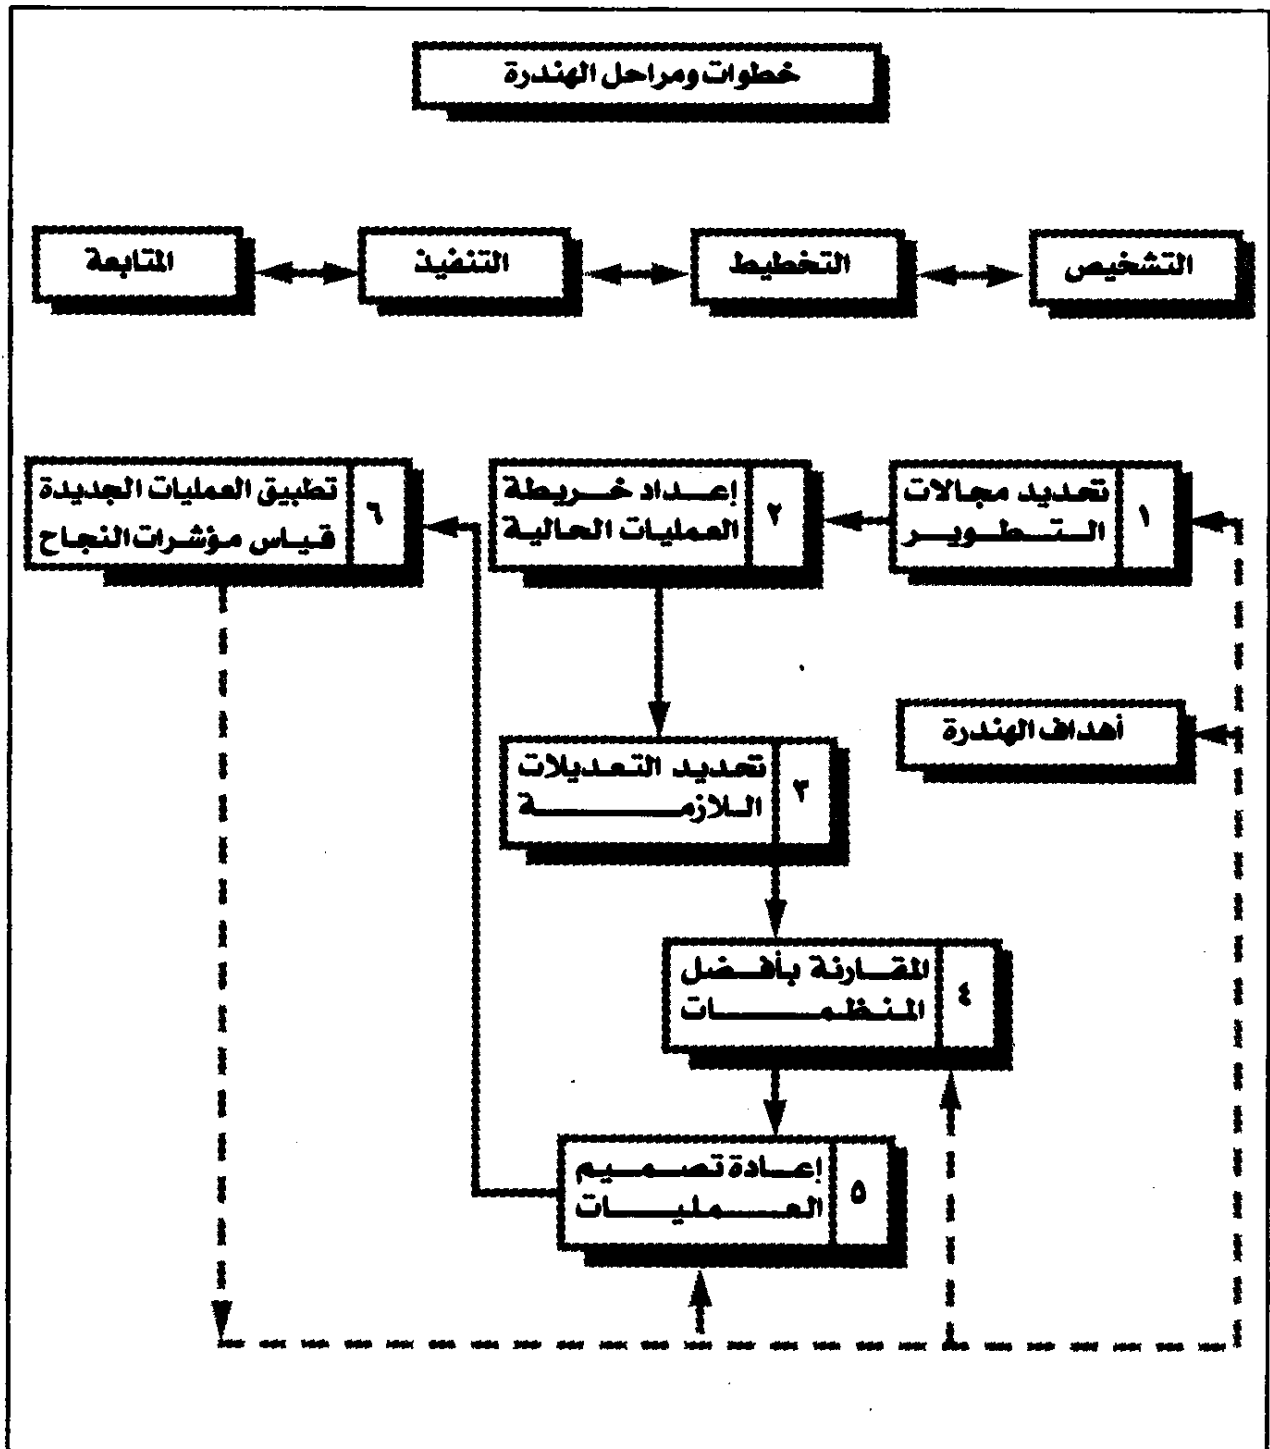 خطوات ومراحل الهندرة
التشخيص
التخطيط
التنفيذ
المتابعة
١
تحديد مجالات
التطوير
٢
إعداد خريطة
العمليات الحالية
٦
تطبيق العمليات الجديدة
قياس مؤشرات النجاح
أهداف الهندرة
٣
تحديد التعديلات
اللازمة
٤
المقارنة بأفضل
المنظمات
٥
إعادة تصميم
العمليات